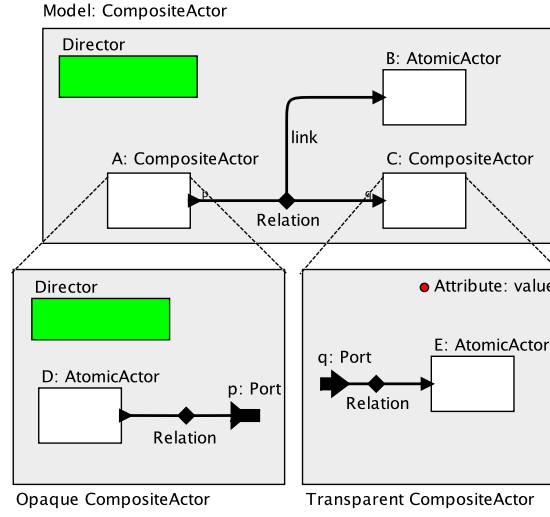 Model: CompositeActor
Director
B: AtomicActor
link
A: CompositeActor
C: CompositeActor
p
q
Relation
Director
Attribute: value
D: AtomicActor
p: Port
Relation
q: Port
E: AtomicActor
Relation
Opaque CompositeActor
Transparent CompositeActor